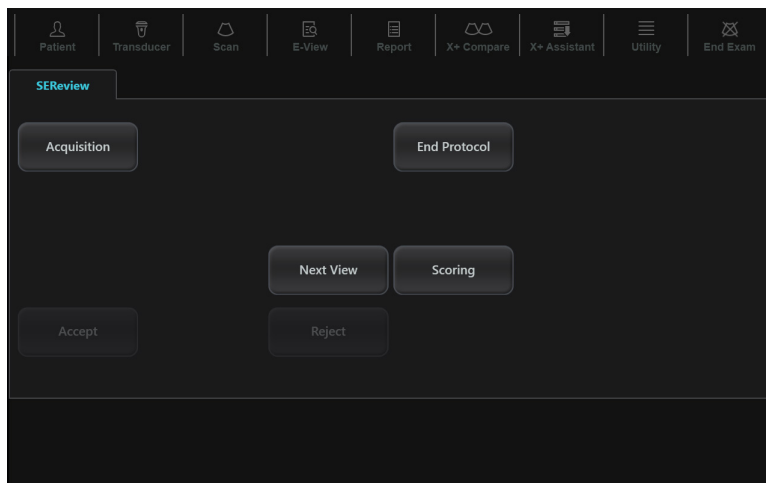 Patient Transducer Scan E-View Report X+ Compare X+ Assistant Utility End Exam
SEReview
Acquisition End Protocol
Next View Scoring
Accept Reject